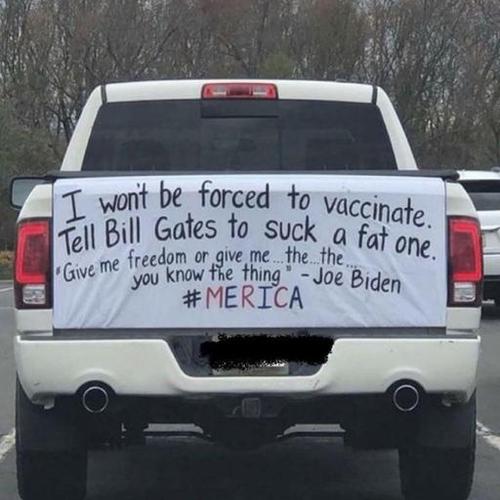 I won't be forced to vaccinate.
Tell Bill Gates to suck a fat one.
"Give me freedom or give me...the...the...
you know the thing" - Joe Biden
#MERICA